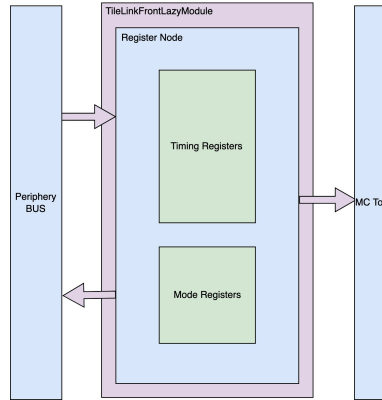 TileLinkFrontLazyModule
Register Node
Timing Registers
Periphery
BUS
MC To
Mode Registers